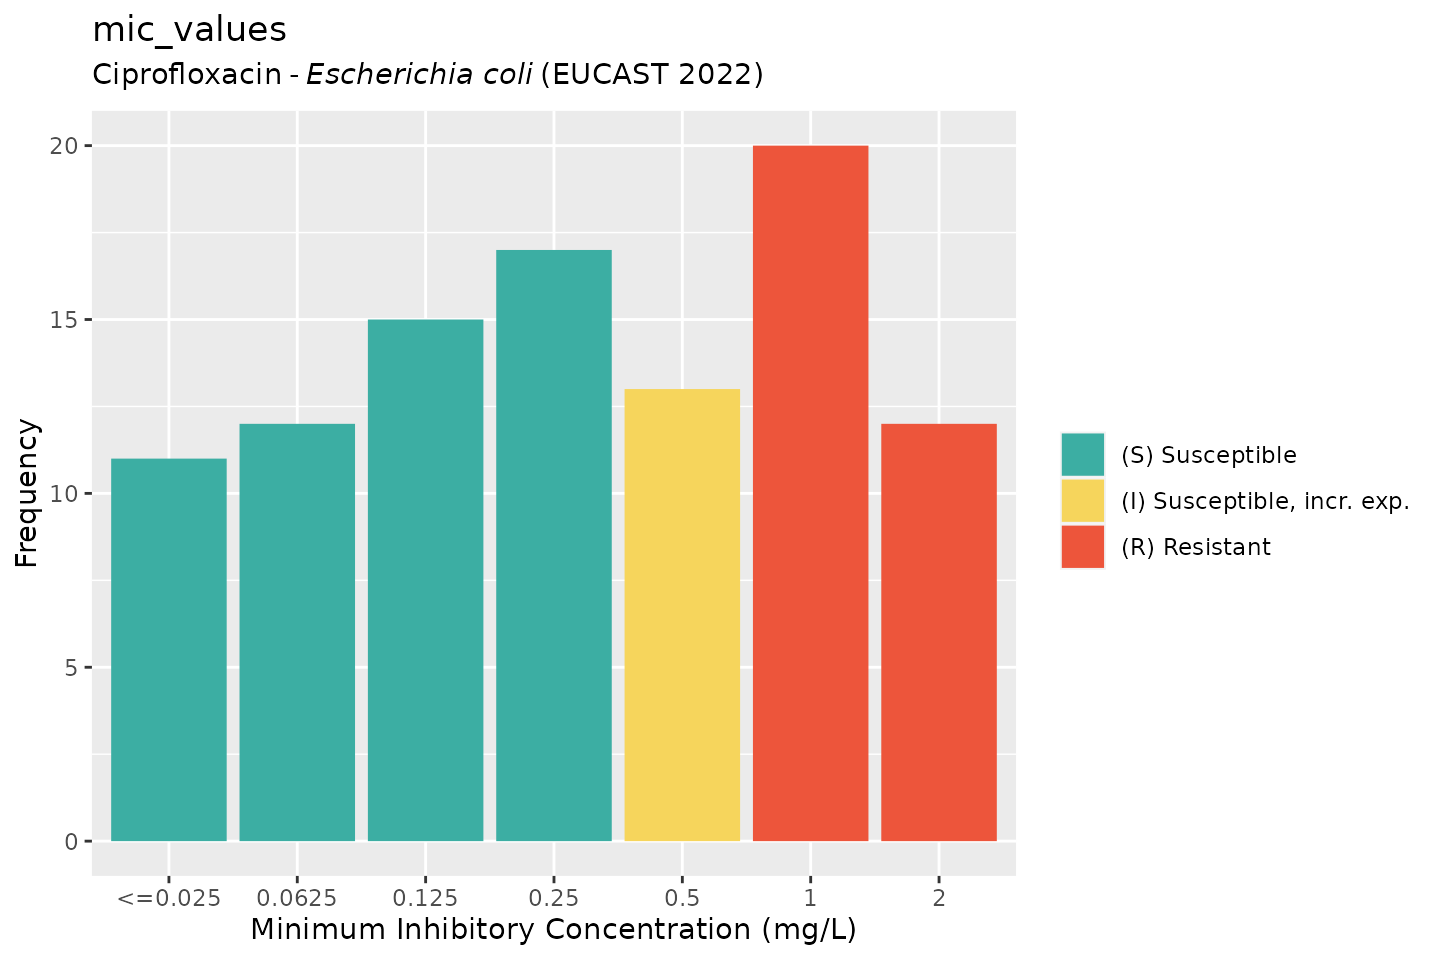 mic_values
Ciprofloxacin - Escherichia coli (EUCAST 2022)
Frequency
20
15
10
5
0
<=0.025 0.0625 0.125 0.25 0.5 1 2
Minimum Inhibitory Concentration (mg/L)
(S) Susceptible
(I) Susceptible, incr. exp.
(R) Resistant